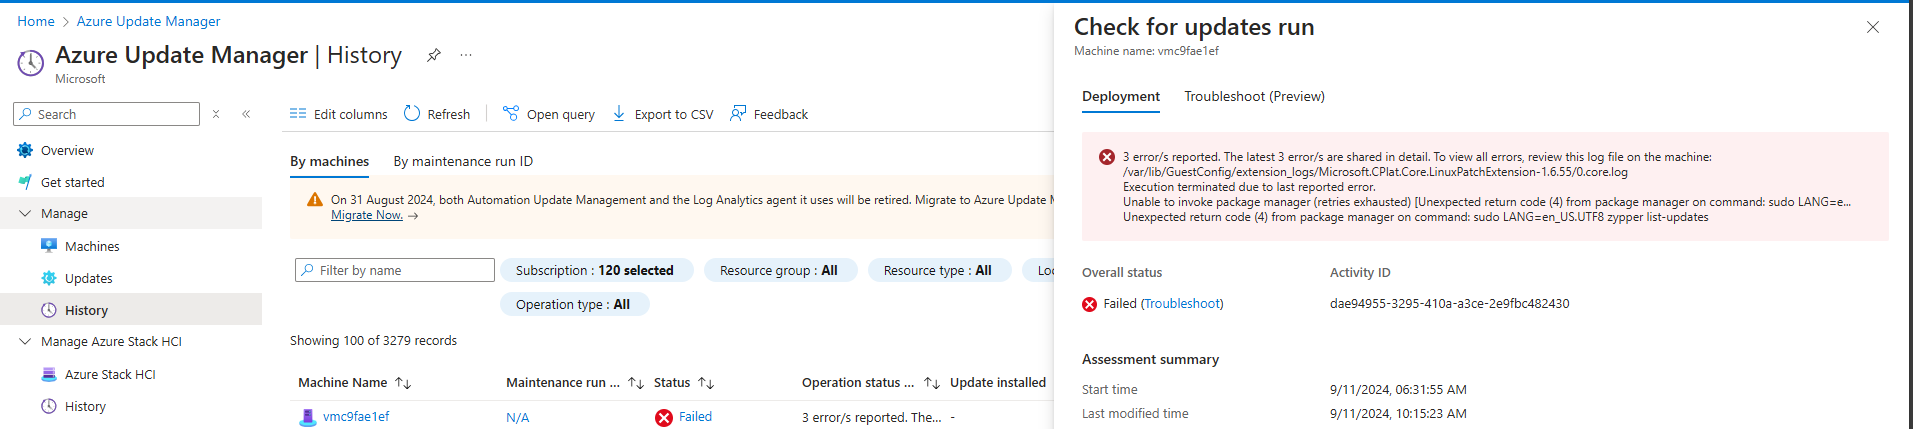 Home > Azure Update Manager
Azure Update Manager | History
Microsoft
Search
Overview
Get started
Manage
Machines
Updates
History
Manage Azure Stack HCI
Azure Stack HCI
History
Edit columns
Refresh
Open query
Export to CSV
Feedback
By machines
By maintenance run ID
On 31 August 2024, both Automation Update Management and the Log Analytics agent it uses will be retired. Migrate to Azure Update M
Migrate Now. →
Filter by name
Subscription : 120 selected
Resource group : All
Resource type : All
Loc
Operation type : All
Showing 100 of 3279 records
Machine Name ↑↓ Maintenance run ... ↑↓ Status ↑↓ Operation status ... ↑↓ Update installed
vmc9fae1ef N/A Failed 3 error/s reported. The... -
Check for updates run
Machine name: vmc9fae1ef
Deployment
Troubleshoot (Preview)
3 error/s reported. The latest 3 error/s are shared in detail. To view all errors, review this log file on the machine:
/var/lib/GuestConfig/extension_logs/Microsoft.CPlat.Core.LinuxPatchExtension-1.6.55/0.core.log
Execution terminated due to last reported error.
Unable to invoke package manager (retries exhausted) [Unexpected return code (4) from package manager on command: sudo LANG=e...
Unexpected return code (4) from package manager on command: sudo LANG=en_US.UTF8 zypper list-updates
Overall status
Activity ID
Failed (Troubleshoot)
dae94955-3295-410a-a3ce-2e9fbc482430
Assessment summary
Start time 9/11/2024, 06:31:55 AM
Last modified time 9/11/2024, 10:15:23 AM